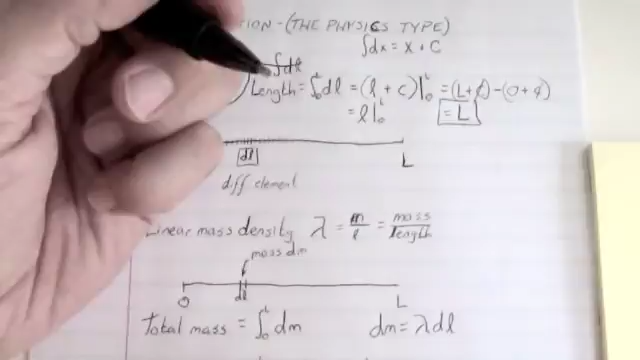 (THE PHYSICS TYPE)
∫dx = x + C
∫dl
Length = ∫₀ᴸ dl = (l + c)|₀ᴸ = (L+c)-(0+c)
= l|₀ᴸ = L
dl L
diff element
Linear mass density λ = m/l = mass/length
mass dm
0 dl L
Total mass = ∫₀ᴸ dm dm = λdl